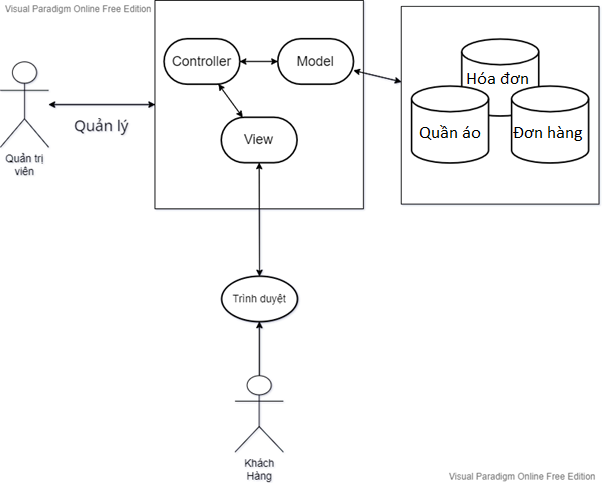 Visual Paradigm Online Free Edition
Controller
Model
View
Hóa đơn
Quần áo
Đơn hàng
Quản lý
Quản trị
viên
Trình duyệt
Khách
Hàng
Visual Paradigm Online Free Edition